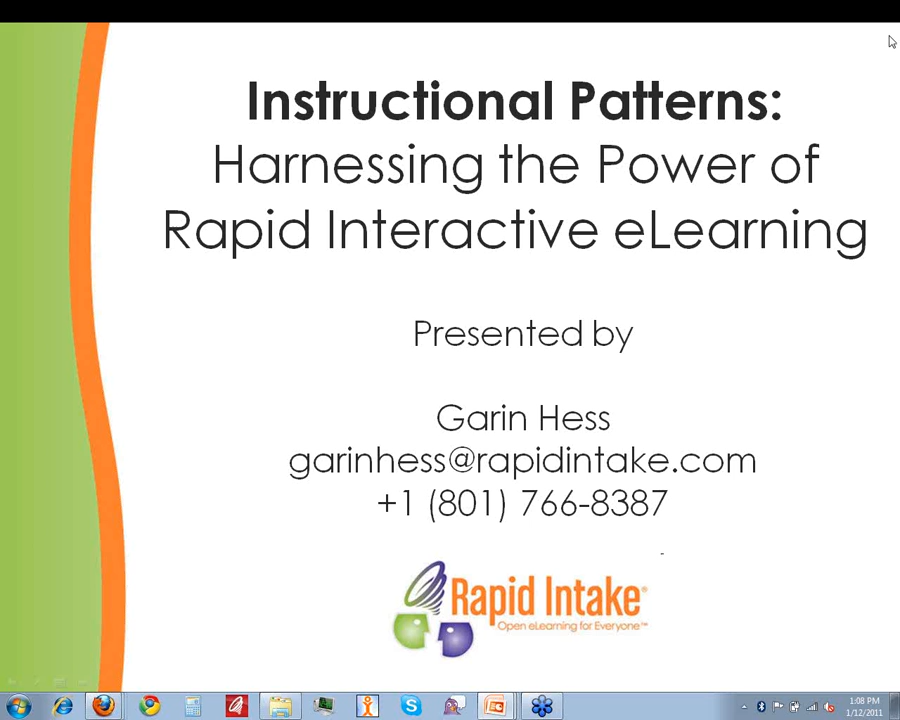 Instructional Patterns:
Harnessing the Power of
Rapid Interactive eLearning
Presented by
Garin Hess
garinhess@rapidintake.com
+1 (801) 766-8387
Rapid Intake®
Open eLearning for Everyone™
1:08 PM
1/12/2011